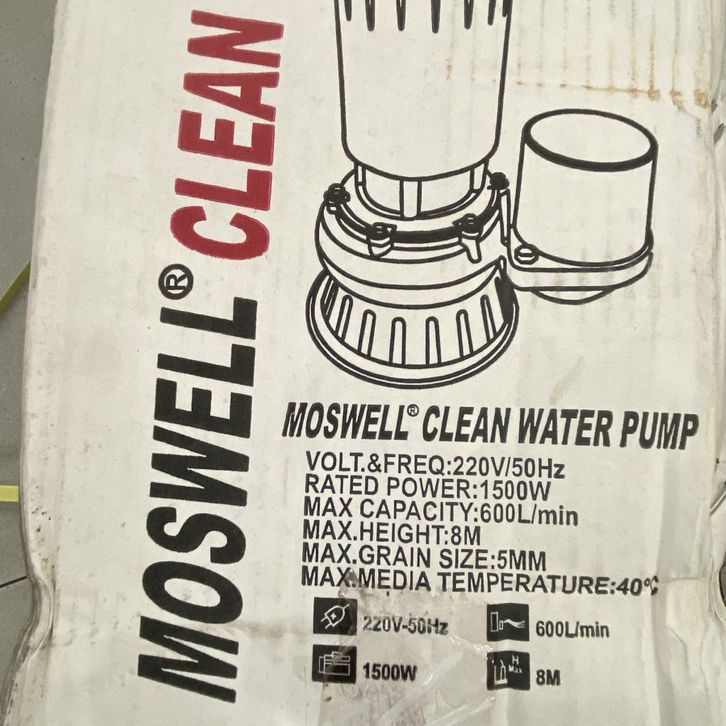 MOSWELL® CLEAN
MOSWELL® CLEAN WATER PUMP
VOLT.&FREQ:220V/50Hz
RATED POWER:1500W
MAX CAPACITY:600L/min
MAX.HEIGHT:8M
MAX.GRAIN SIZE:5MM
MAX.MEDIA TEMPERATURE:40℃
220V-50Hz
600L/min
1500W
H
Max
8M